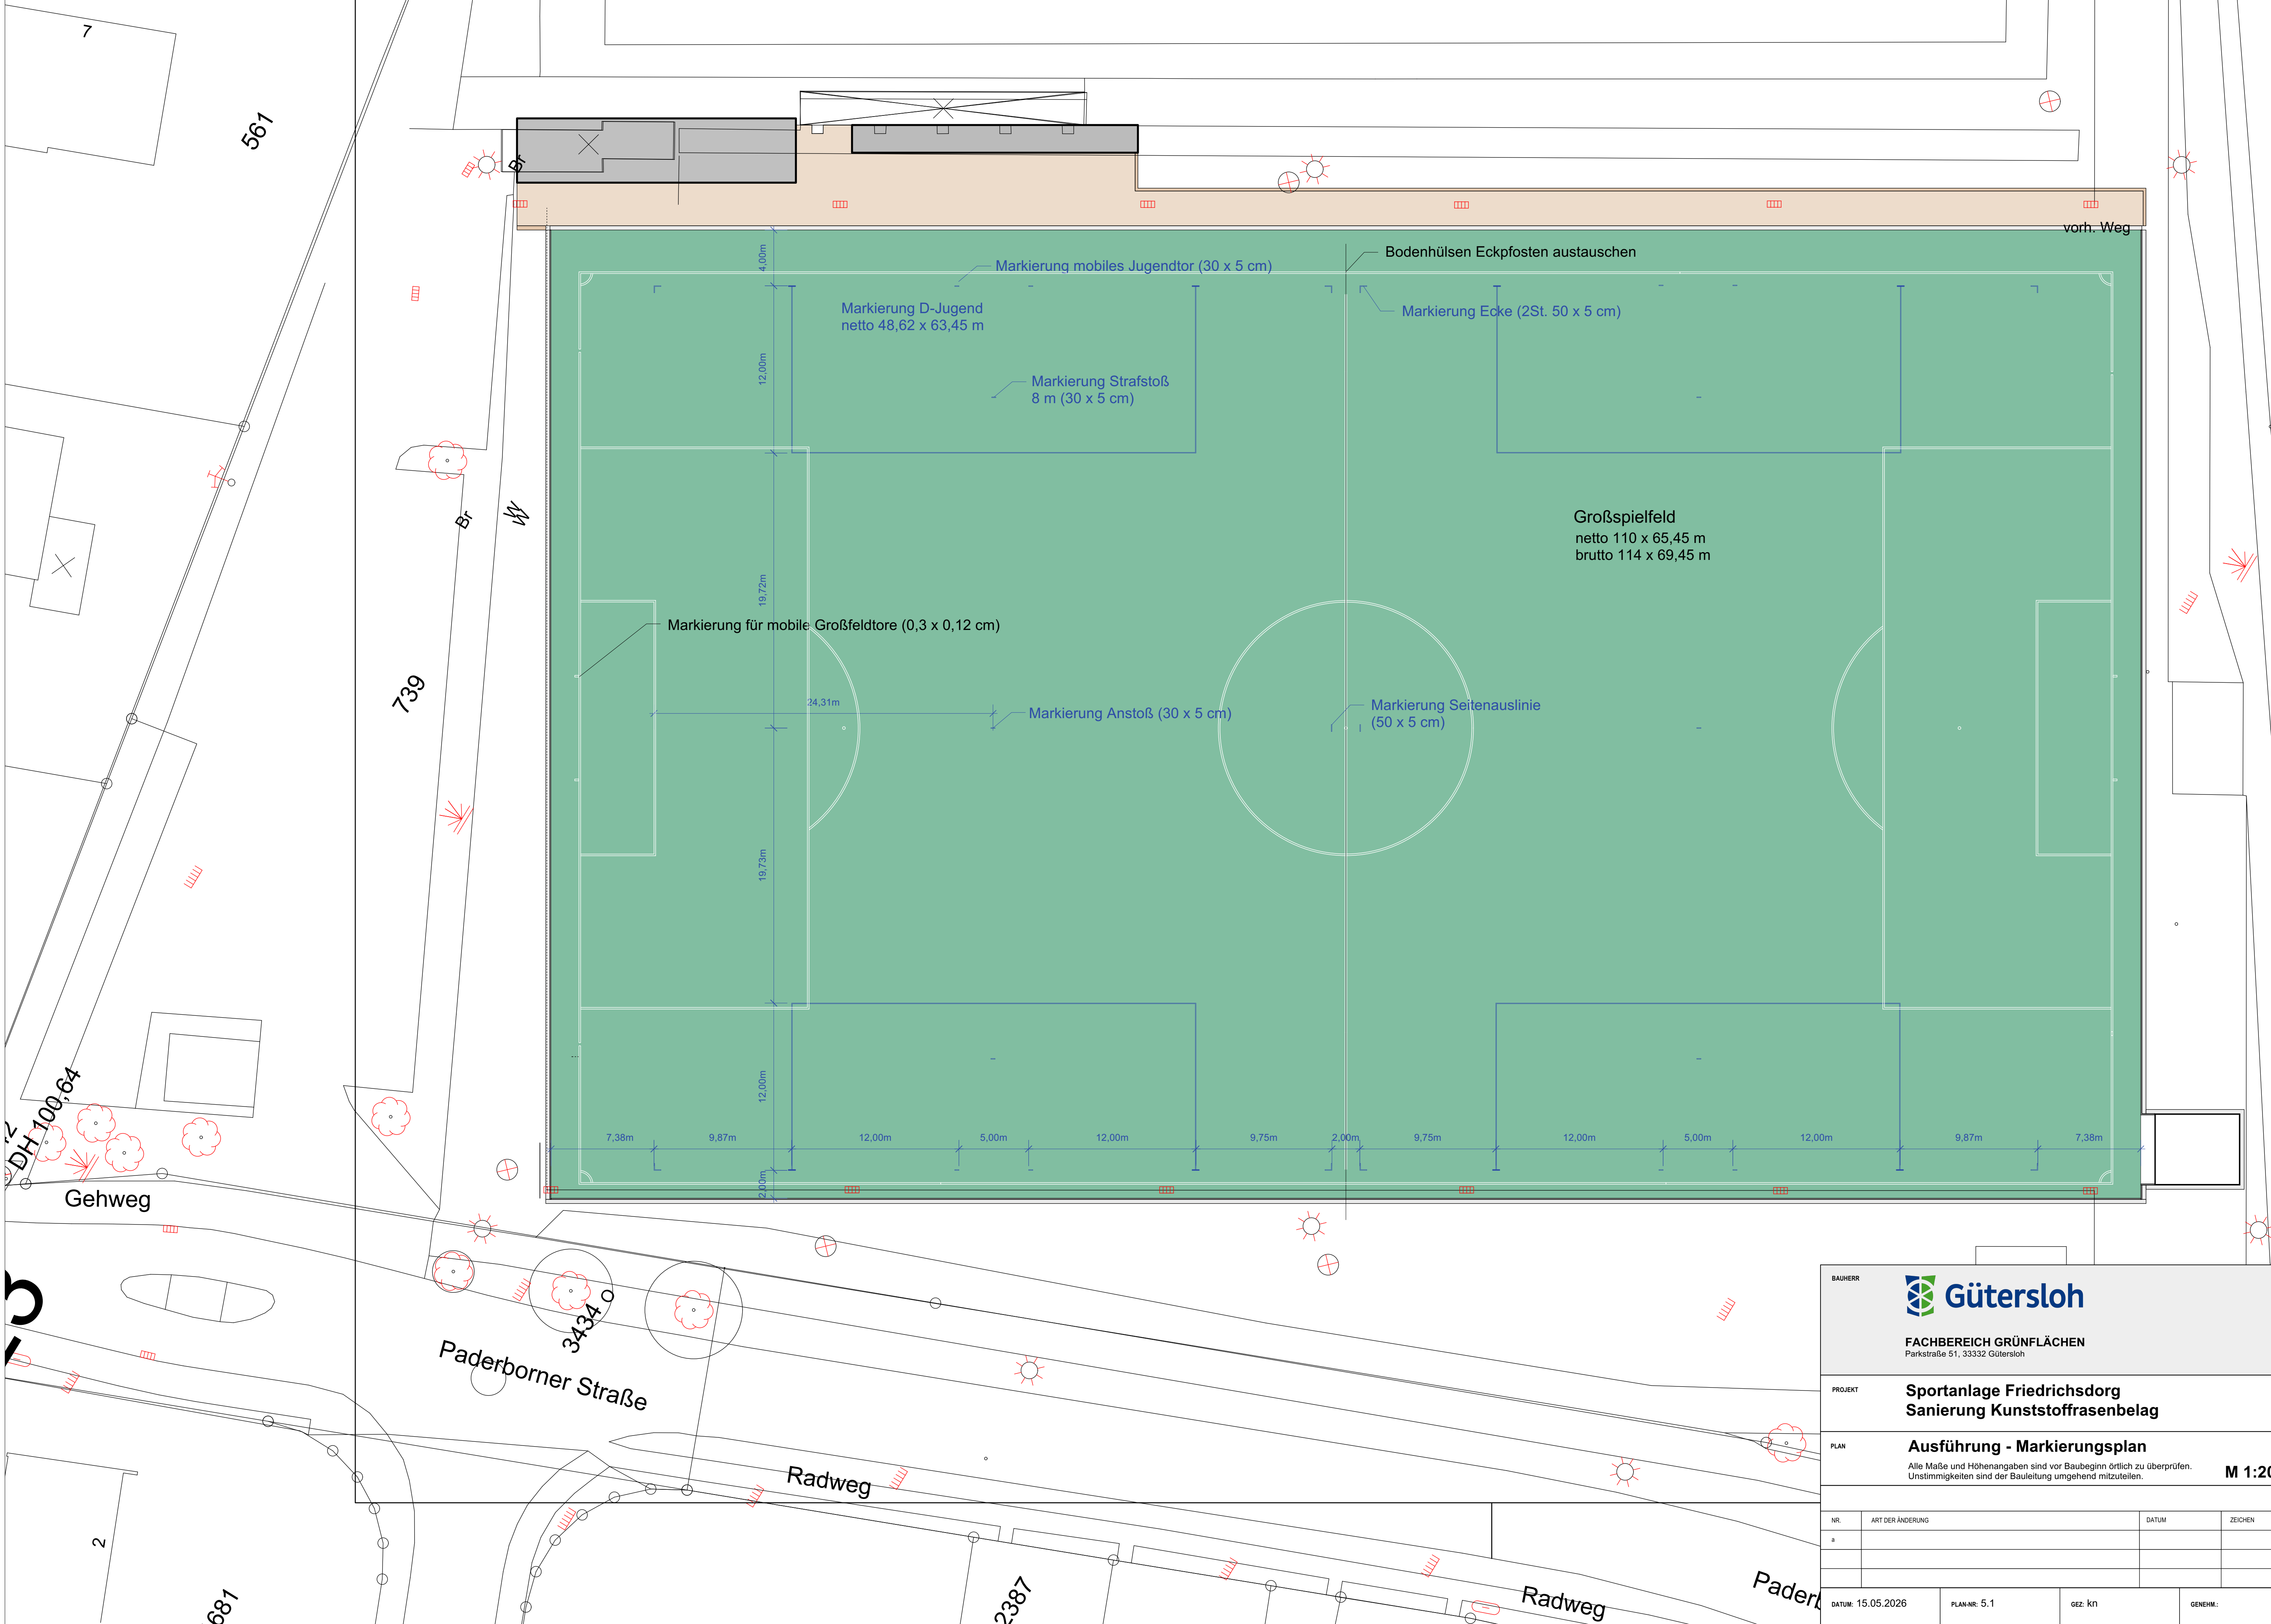 7
561
Br
vorh. Weg
Bodenhülsen Eckpfosten austauschen
Markierung mobiles Jugendtor (30 x 5 cm)
4,00m
Markierung D-Jugend
netto 48,62 x 63,45 m
Markierung Ecke (2St. 50 x 5 cm)
12,00m
Markierung Strafstoß
8 m (30 x 5 cm)
Br
W
W
Großspielfeld
netto 110 x 65,45 m
brutto 114 x 69,45 m
19,72m
Markierung für mobile Großfeldtore (0,3 x 0,12 cm)
739
24,31m
Markierung Anstoß (30 x 5 cm)
Markierung Seitenauslinie
(50 x 5 cm)
19,73m
12,00m
7,38m
9,87m
12,00m
5,00m
12,00m
9,75m
2,00m
9,75m
12,00m
5,00m
12,00m
9,87m
7,38m
2,00m
DH 100,64
Gehweg
3434
Paderborner Straße
Radweg
Radweg
2
681
2387
BAUHERR
Gütersloh
FACHBEREICH GRÜNFLÄCHEN
Parkstraße 51, 33332 Gütersloh
PROJEKT
Sportanlage Friedrichsdorg
Sanierung Kunststoffrasenbelag
PLAN
Ausführung - Markierungsplan
Alle Maße und Höhenangaben sind vor Baubeginn örtlich zu überprüfen.
Unstimmigkeiten sind der Bauleitung umgehend mitzuteilen.
M 1:20
NR. ART DER ÄNDERUNG DATUM ZEICHEN
a
DATUM: 15.05.2026 PLAN-NR: 5.1 GEZ: kn GENEHM.: